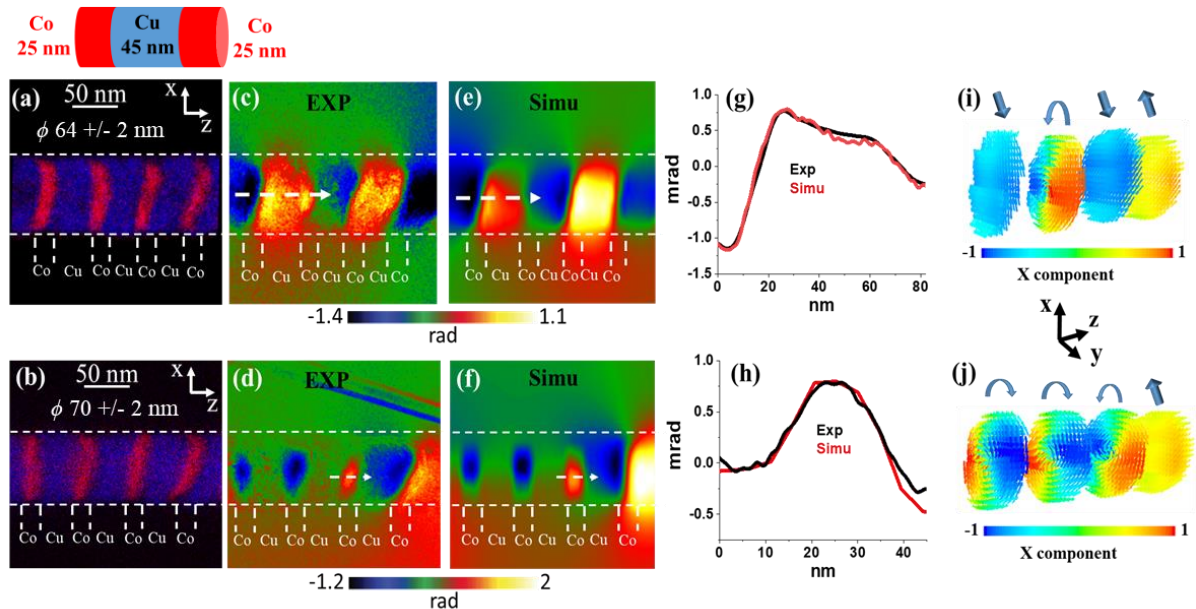 Co
25 nm
Cu
45 nm
Co
25 nm
(a)
50 nm
x
z
ϕ 64 +/- 2 nm
Co Cu Co Cu Co Cu Co
(c)
EXP
Co Cu Co Cu Co Cu Co
(e)
Simu
Co Cu Co Cu Co Cu Co
-1.4 1.1
rad
(g)
mrad
1.0
0.5
0.0
-0.5
-1.0
-1.5
Exp
Simu
0 20 40 60 80
nm
(i)
-1 1
X component
x
z
y
(b)
50 nm
x
z
ϕ 70 +/- 2 nm
Co Cu Co Cu Co Cu Co
(d)
EXP
Co Cu Co Cu Co Cu Co
(f)
Simu
Co Cu Co Cu Co Cu Co
-1.2 2
rad
(h)
mrad
1.0
0.5
0.0
-0.5
Exp
Simu
0 10 20 30 40
nm
(j)
-1 1
X component